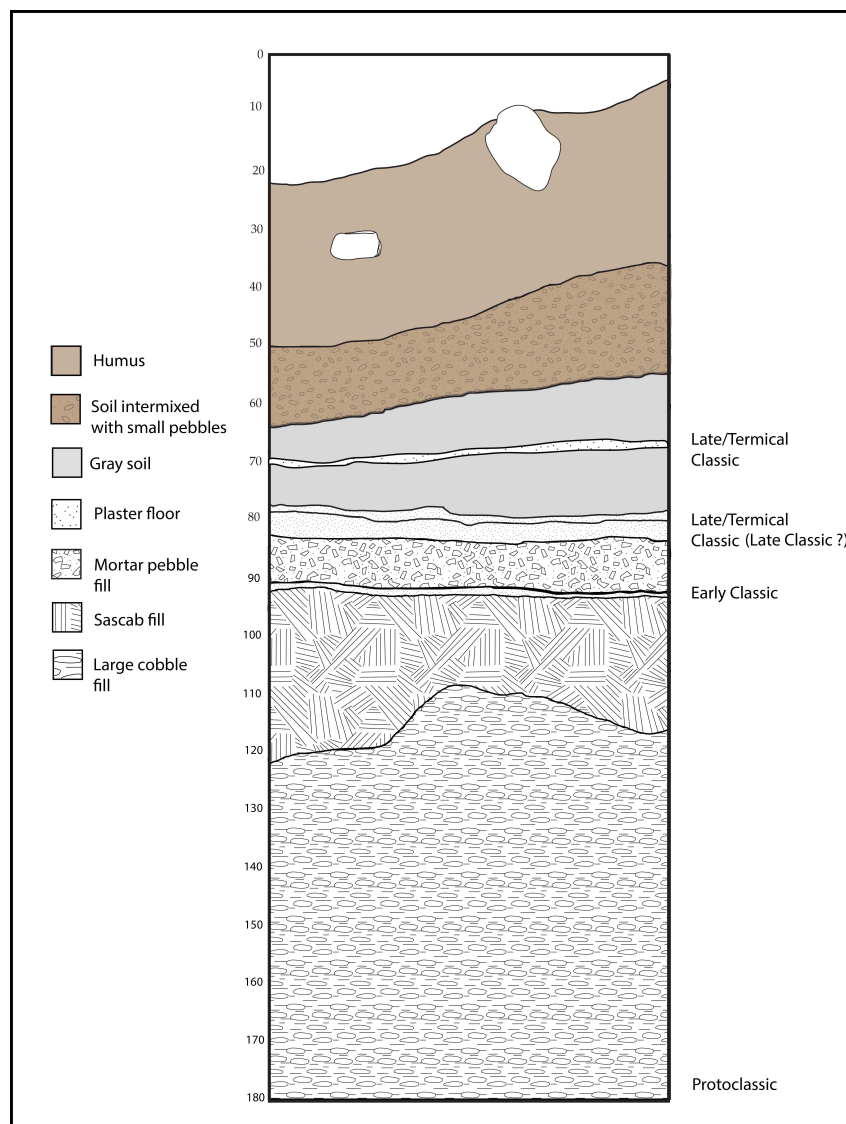 0
10
20
30
40
50
60
70
80
90
100
110
120
130
140
150
160
170
180
Humus
Soil intermixed
with small pebbles
Gray soil
Plaster floor
Mortar pebble
fill
Sascab fill
Large cobble
fill
Late/Termical
Classic
Late/Termical
Classic (Late Classic ?)
Early Classic
Protoclassic